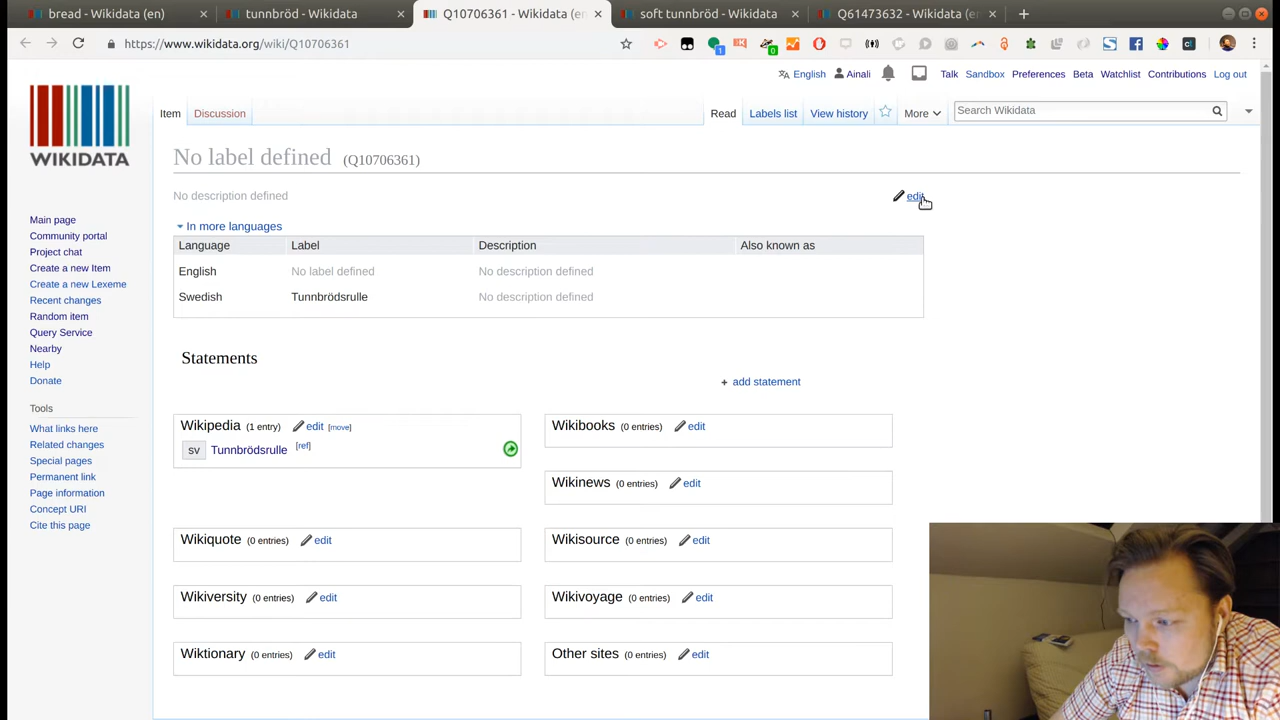 bread - Wikidata (en)
tunnbröd - Wikidata
Q10706361 - Wikidata (en
soft tunnbröd - Wikidata
Q61473632 - Wikidata (en
https://www.wikidata.org/wiki/Q10706361
1
0
English
Ainali
Talk
Sandbox
Preferences
Beta
Watchlist
Contributions
Log out
WIKIDATA
Item
Discussion
Read
Labels list
View history
More
Search Wikidata
No label defined (Q10706361)
No description defined
edit
In more languages
Language Label Description Also known as
English No label defined No description defined
Swedish Tunnbrödsrulle No description defined
Main page
Community portal
Project chat
Create a new Item
Create a new Lexeme
Recent changes
Random item
Query Service
Nearby
Help
Donate
Tools
What links here
Related changes
Special pages
Permanent link
Page information
Concept URI
Cite this page
Statements
+ add statement
Wikipedia (1 entry) edit [move]
sv Tunnbrödsrulle [ref]
Wikibooks (0 entries) edit
Wikinews (0 entries) edit
Wikiquote (0 entries) edit
Wikisource (0 entries) edit
Wikiversity (0 entries) edit
Wikivoyage (0 entries) edit
Wiktionary (0 entries) edit
Other sites (0 entries) edit